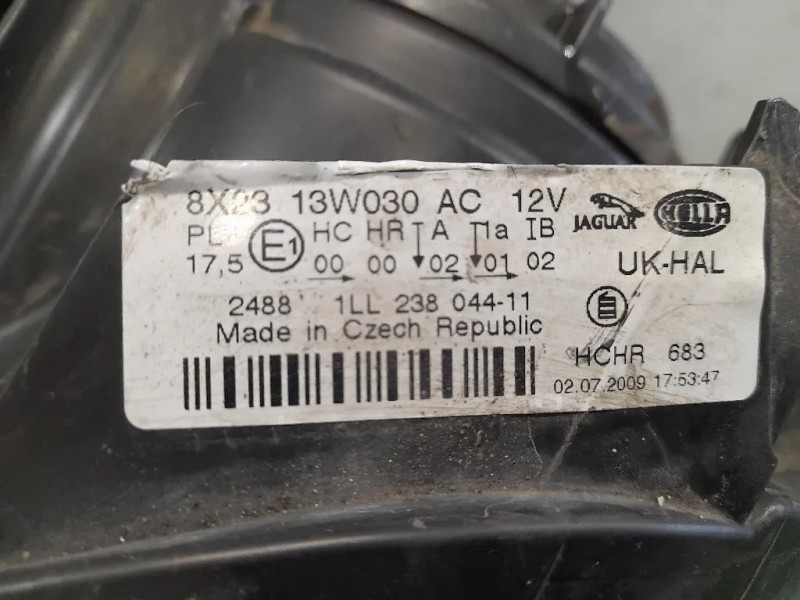 8X23 13W030 AC 12V JAGUAR HELLA
PL E1 HC HR A 1a IB
17,5 00 00 02 01 02 UK-HAL
2488 1LL 238 044-11
Made in Czech Republic
HCHR 683
02.07.2009 17:53:47